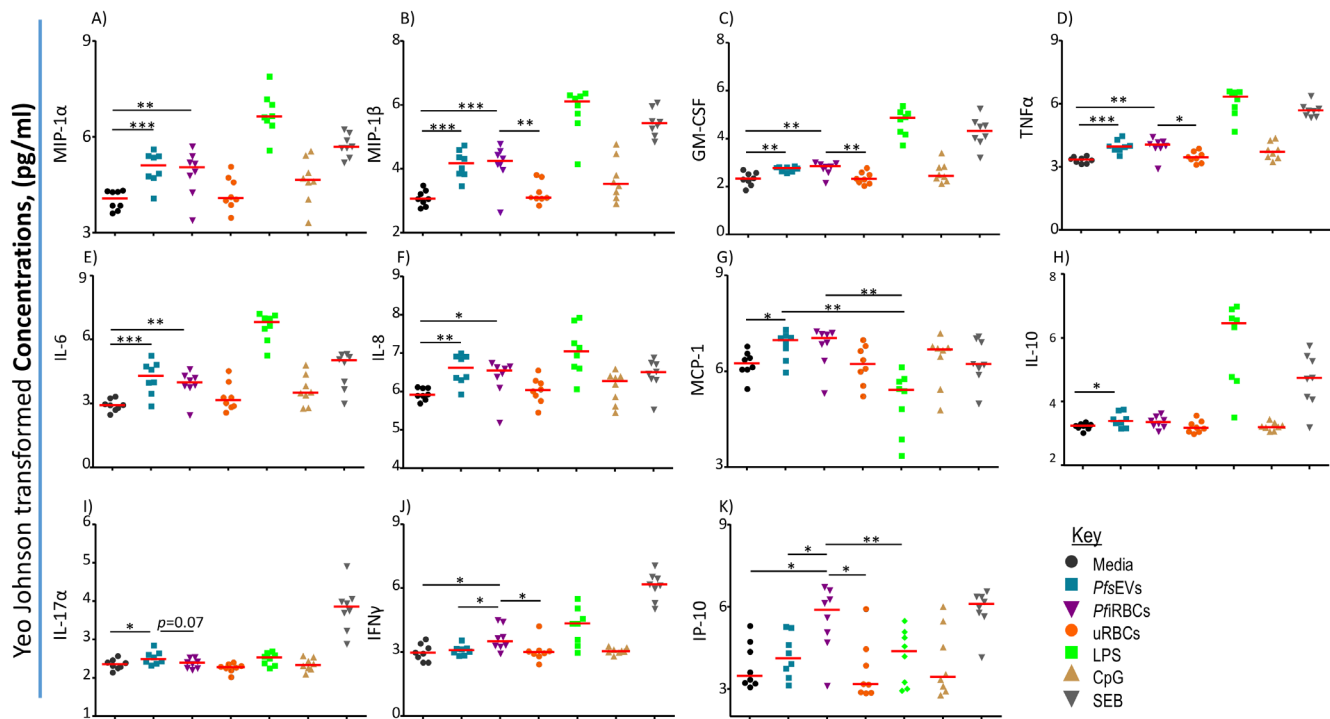 Yeo Johnson transformed Concentrations, (pg/ml)
A)
MIP-1α
9
6
3
**
***
B)
MIP-1β
8
6
4
2
***
***
**
C)
GM-CSF
8
6
4
2
0
**
**
**
D)
TNFα
9
6
3
0
**
***
*
E)
IL-6
9
6
3
0
**
***
F)
IL-8
9
8
7
6
5
4
*
**
G)
MCP-1
9
6
3
**
**
*
H)
IL-10
10
8
6
4
2
*
I)
IL-17α
6
5
4
3
2
1
*
p=0.07
J)
IFNγ
9
6
3
0
*
*
*
K)
IP-10
9
6
3
**
*
*
*
Key
Media
PfsEVs
PfiRBCs
uRBCs
LPS
CpG
SEB